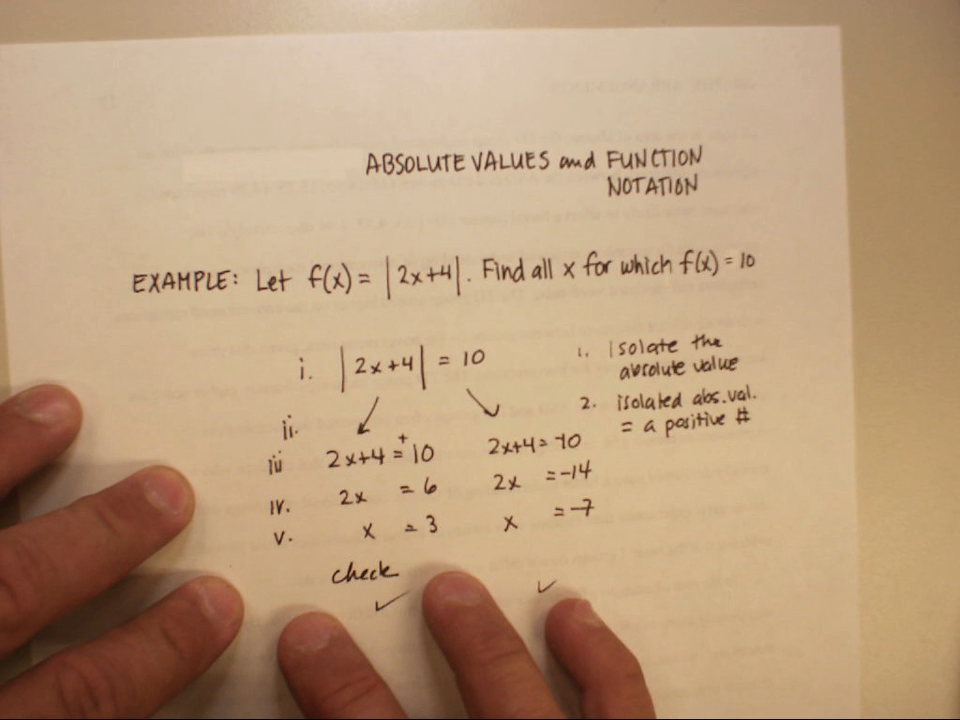 ABSOLUTE VALUES and FUNCTION
NOTATION
EXAMPLE: Let f(x) = |2x+4|. Find all x for which f(x) = 10
i. |2x+4| = 10
1. Isolate the
absolute value
2. isolated abs.val.
= a positive #
ii.
iii 2x+4 = +10 2x+4 = -10
iv. 2x = 6 2x = -14
v. x = 3 x = -7
check
✓ ✓